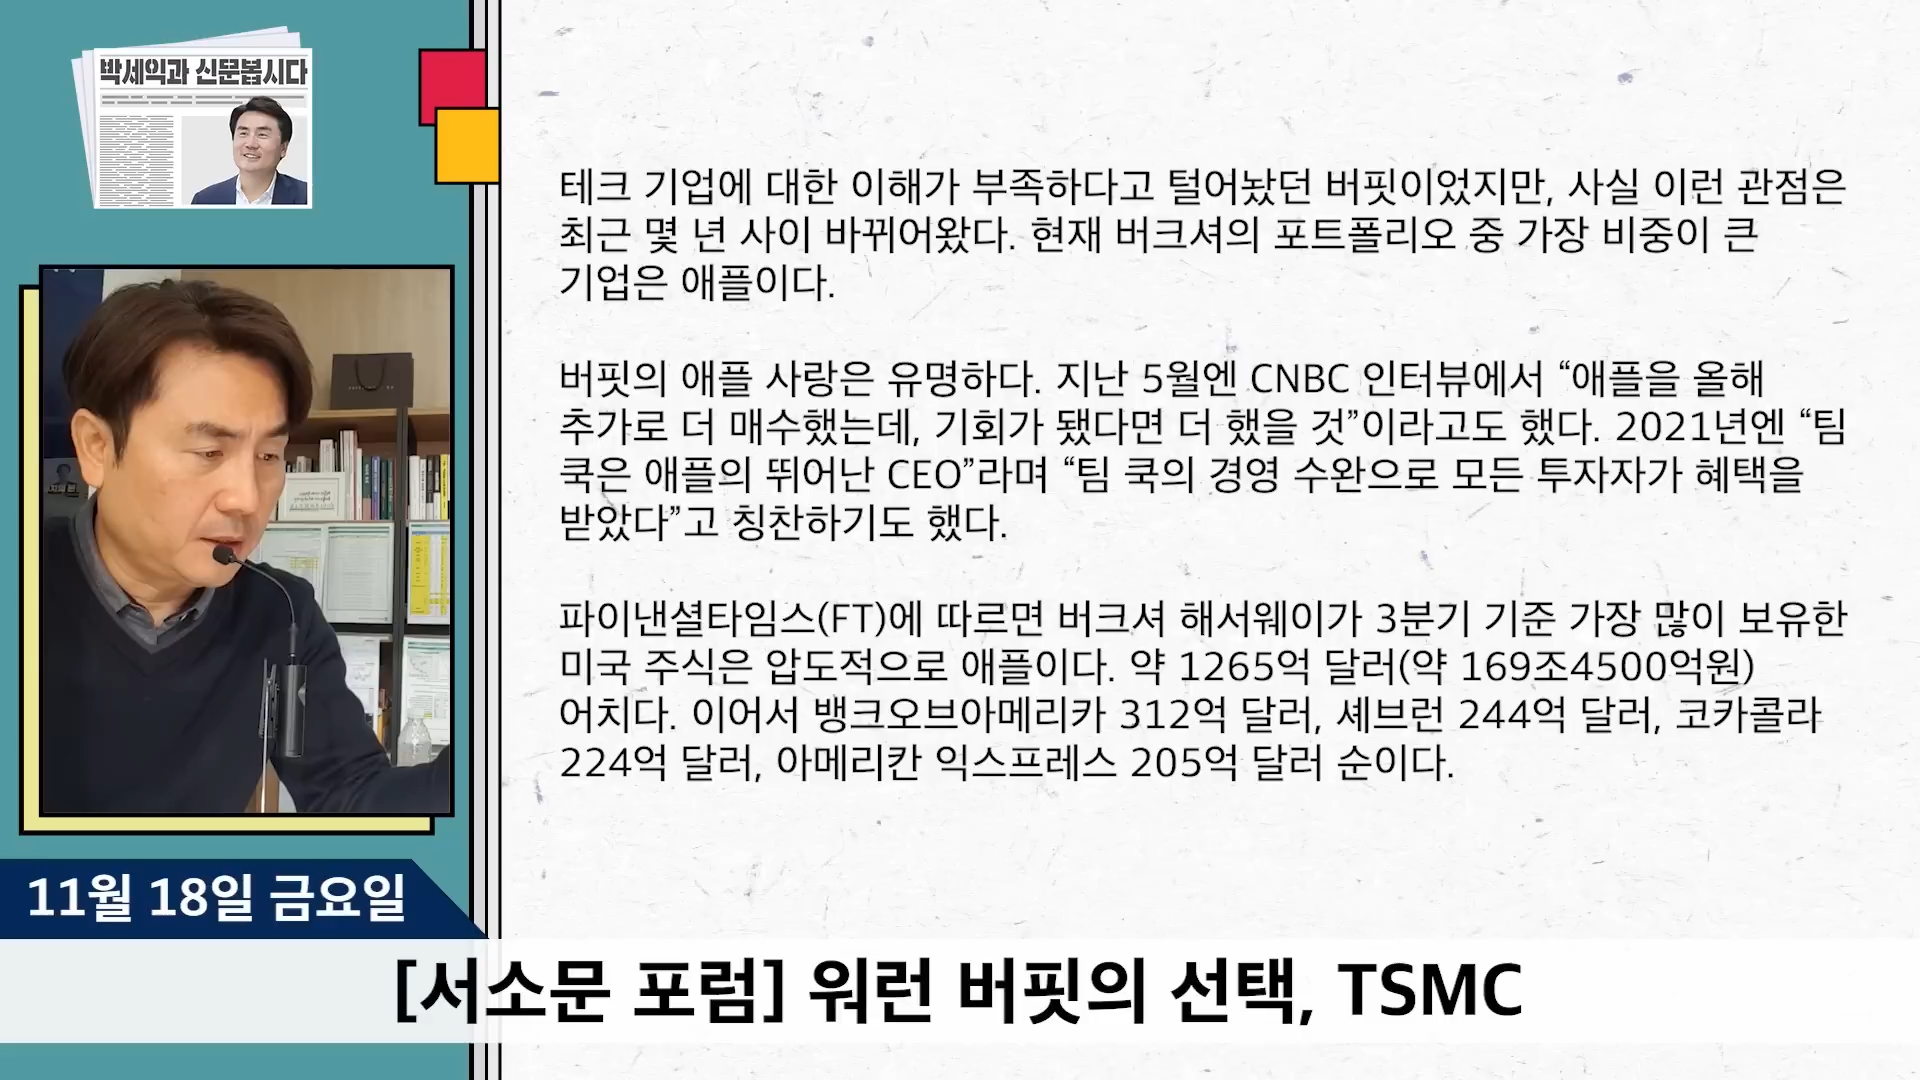 박세익과 신문봅시다
테크 기업에 대한 이해가 부족하다고 털어놨던 버핏이었지만, 사실 이런 관점은
최근 몇 년 사이 바뀌어왔다. 현재 버크셔의 포트폴리오 중 가장 비중이 큰
기업은 애플이다.
버핏의 애플 사랑은 유명하다. 지난 5월엔 CNBC 인터뷰에서 “애플을 올해
추가로 더 매수했는데, 기회가 됐다면 더 했을 것”이라고도 했다. 2021년엔 “팀
쿡은 애플의 뛰어난 CEO”라며 “팀 쿡의 경영 수완으로 모든 투자자가 혜택을
받았다”고 칭찬하기도 했다.
파이낸셜타임스(FT)에 따르면 버크셔 해서웨이가 3분기 기준 가장 많이 보유한
미국 주식은 압도적으로 애플이다. 약 1265억 달러(약 169조4500억원)
어치다. 이어서 뱅크오브아메리카 312억 달러, 셰브런 244억 달러, 코카콜라
224억 달러, 아메리칸 익스프레스 205억 달러 순이다.
11월 18일 금요일
[서소문 포럼] 워런 버핏의 선택, TSMC